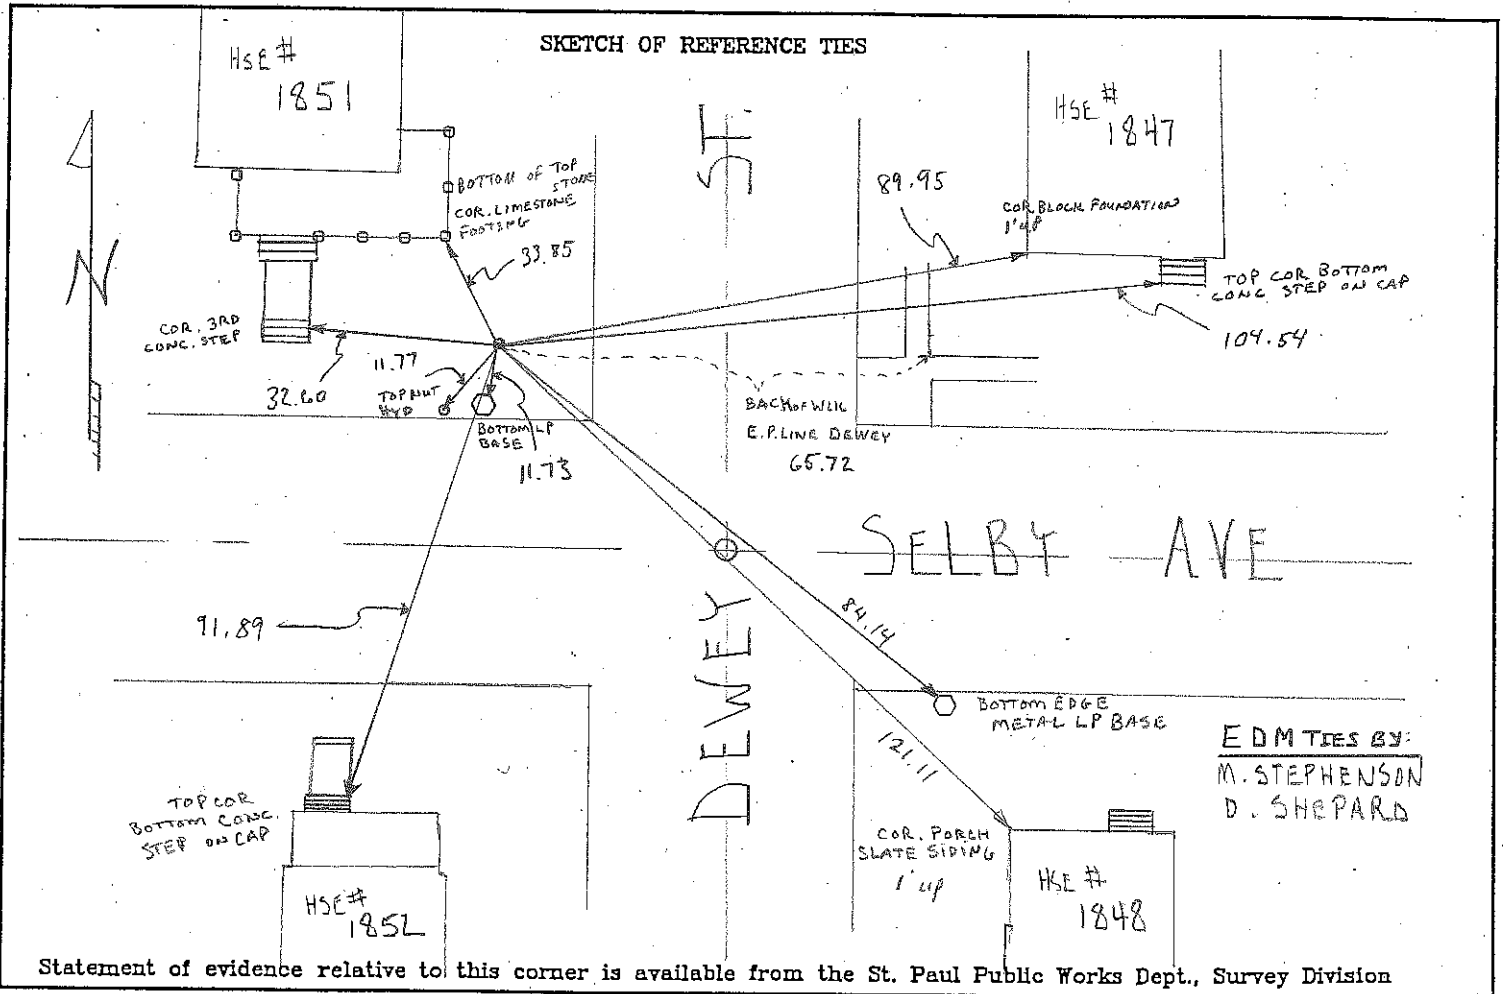 SKETCH OF REFERENCE TIES
HSE #
1851
ST.
HSE #
1847
N
BOTTOM OF TOP
STONE
COR. LIMESTONE
FOOTING
33.85
89.95
COR. BLOCK FOUNDATION
1' up
TOP COR BOTTOM
CONC STEP ON CAP
104.54
COR. 3RD
CONC. STEP
32.60
11.77
TOP NUT
HYD
BOTTOM LP
BASE
11.73
BACK OF WLK
E.P. LINE DEWEY
65.72
SELBY AVE
DEWEY
91.89
84.14
121.11
BOTTOM EDGE
METAL LP BASE
EDM TIES BY:
M. STEPHENSON
D. SHEPARD
TOP COR
BOTTOM CONC.
STEP ON CAP
HSE #
1852
COR. PORCH
SLATE SIDING
1' up
HSE #
1848
Statement of evidence relative to this corner is available from the St. Paul Public Works Dept., Survey Division